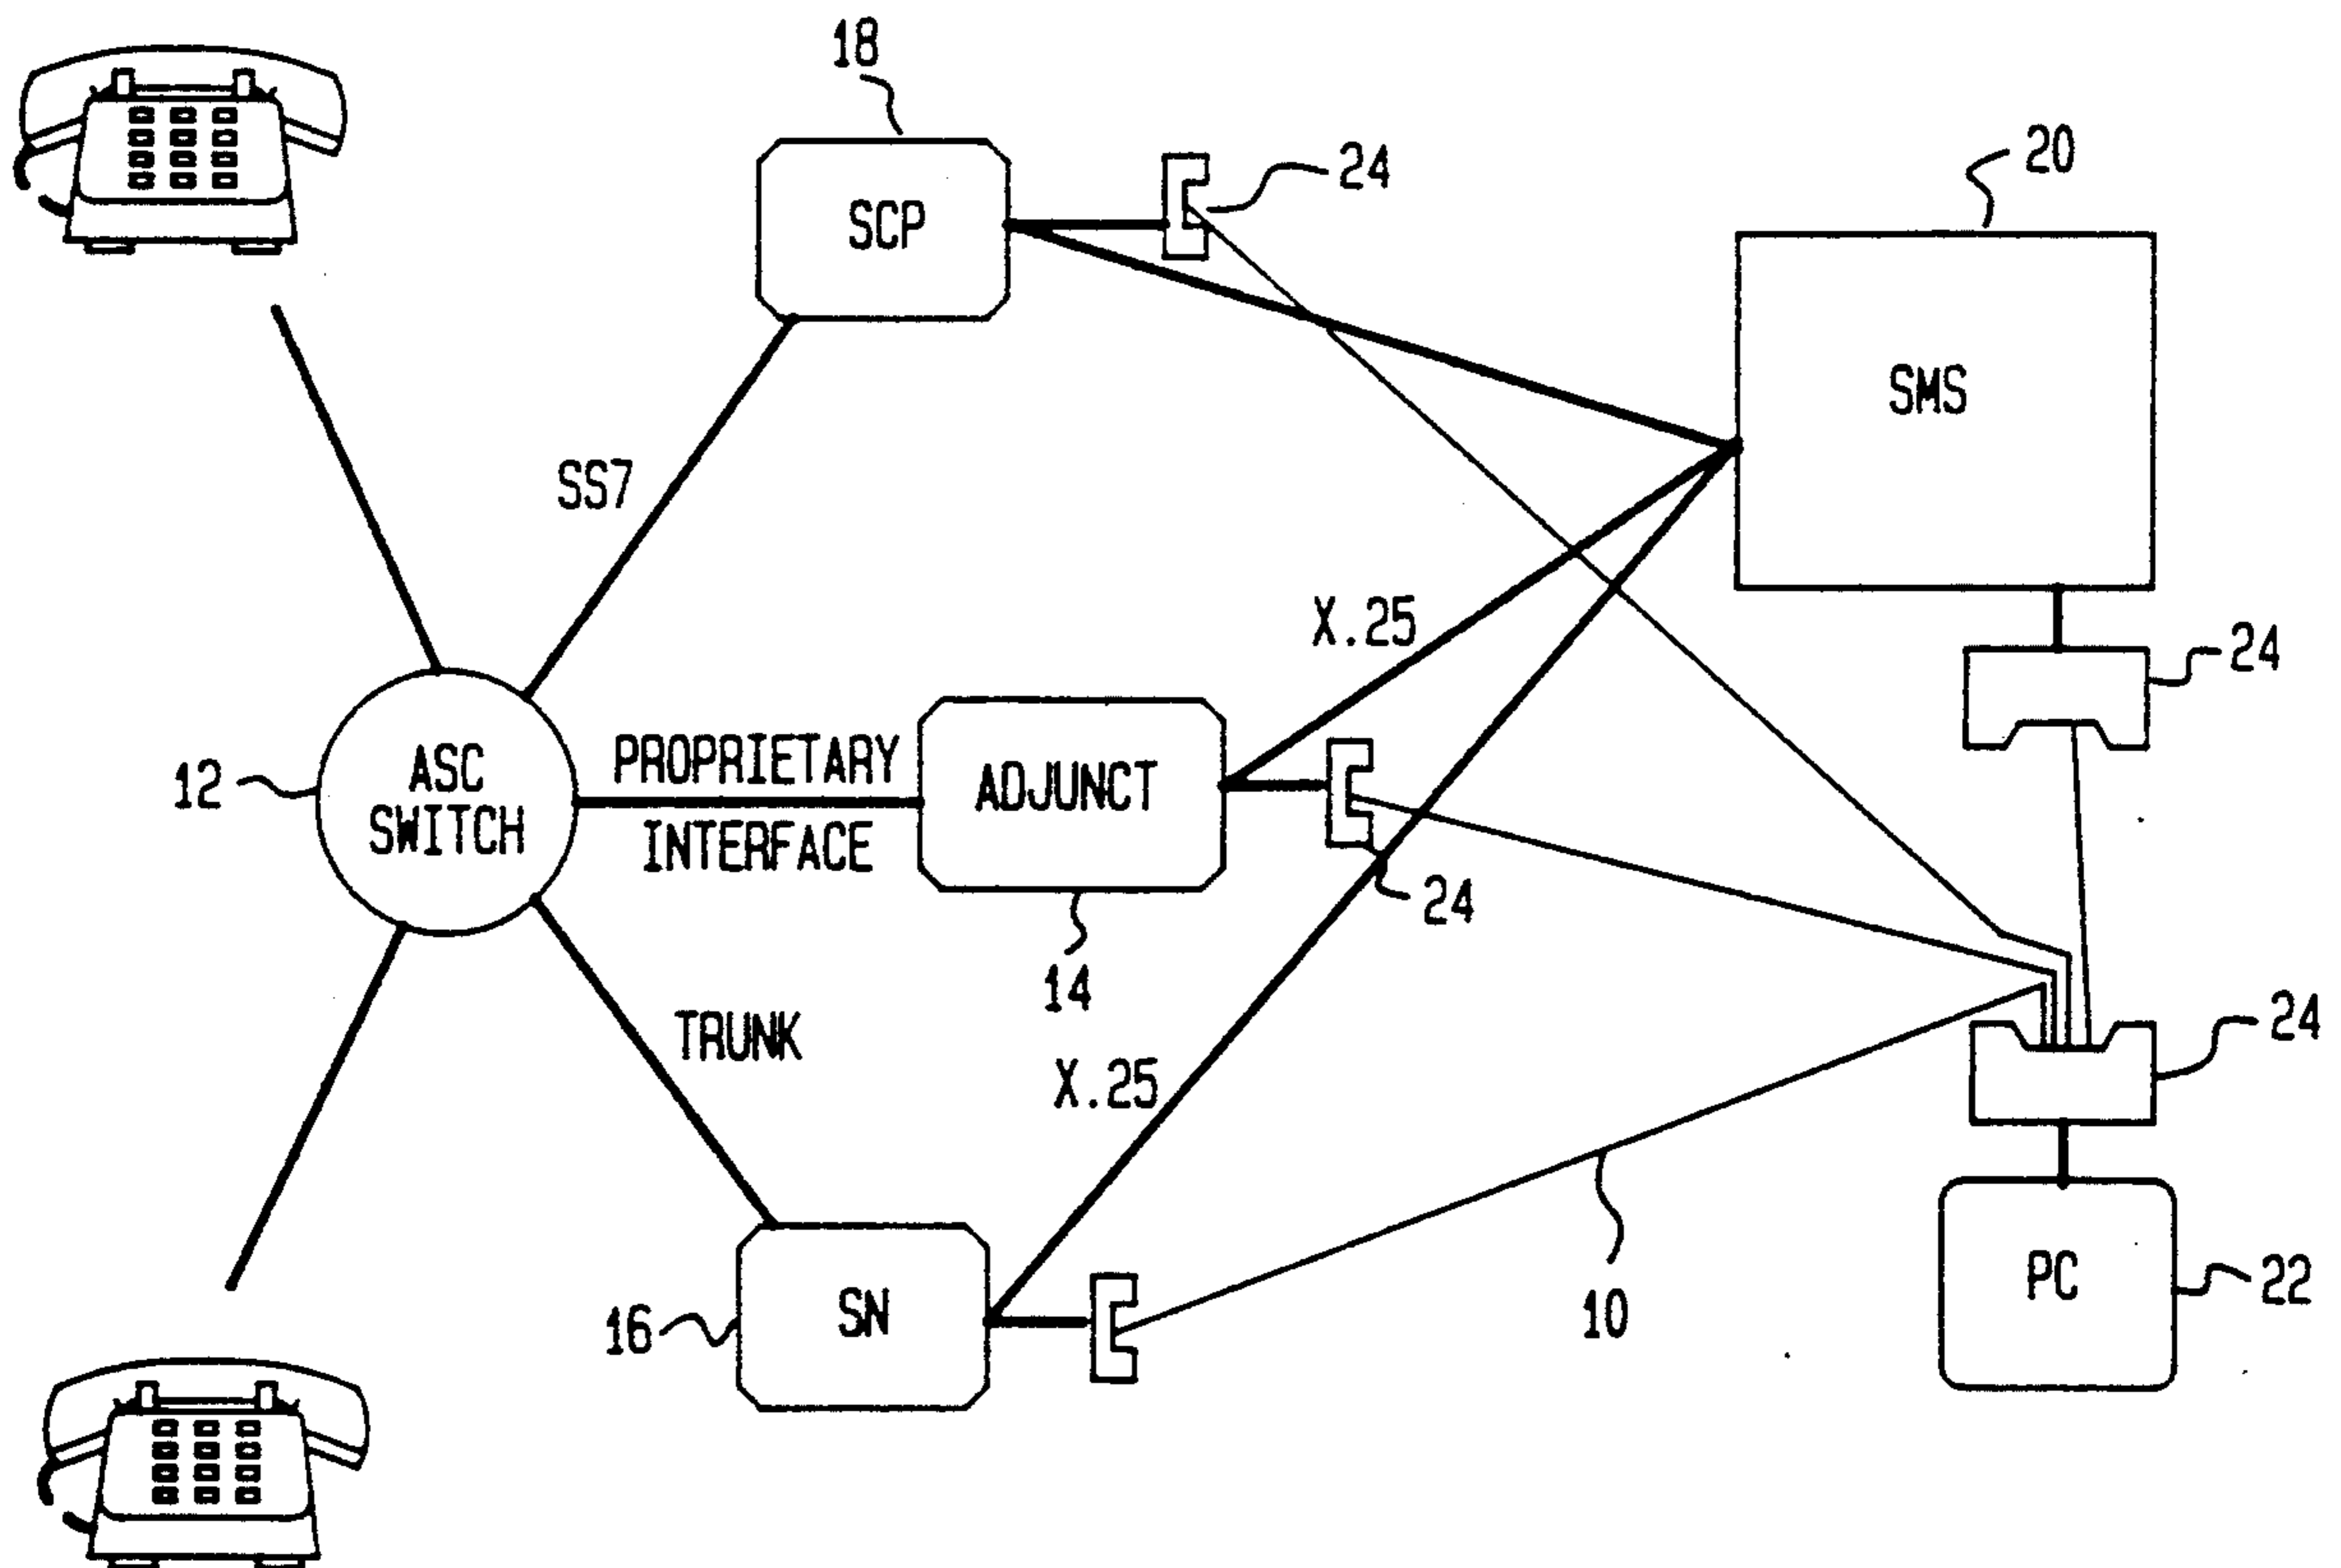 18
24
20
SCP
SMS
SS7
X.25
24
12
ASC
SWITCH
PROPRIETARY
INTERFACE
ADJUNCT
24
14
TRUNK
X.25
24
10
16
SN
PC
22